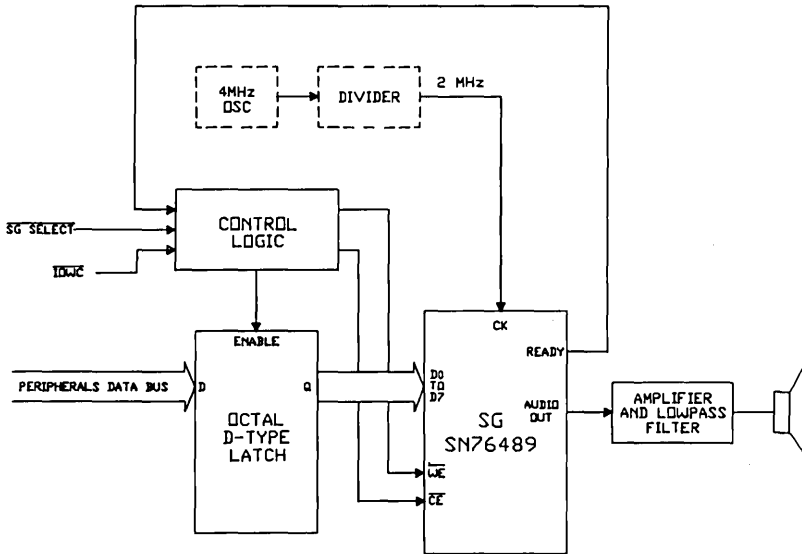 4MHz
OSC
DIVIDER
2 MHz
SG SELECT
IOWC
CONTROL
LOGIC
ENABLE
PERIPHERALS DATA BUS
D
Q
OCTAL
D-TYPE
LATCH
CK
READY
D0
TO
D7
AUDIO
OUT
SG
SN76489
WE
CE
AMPLIFIER
AND LOWPASS
FILTER